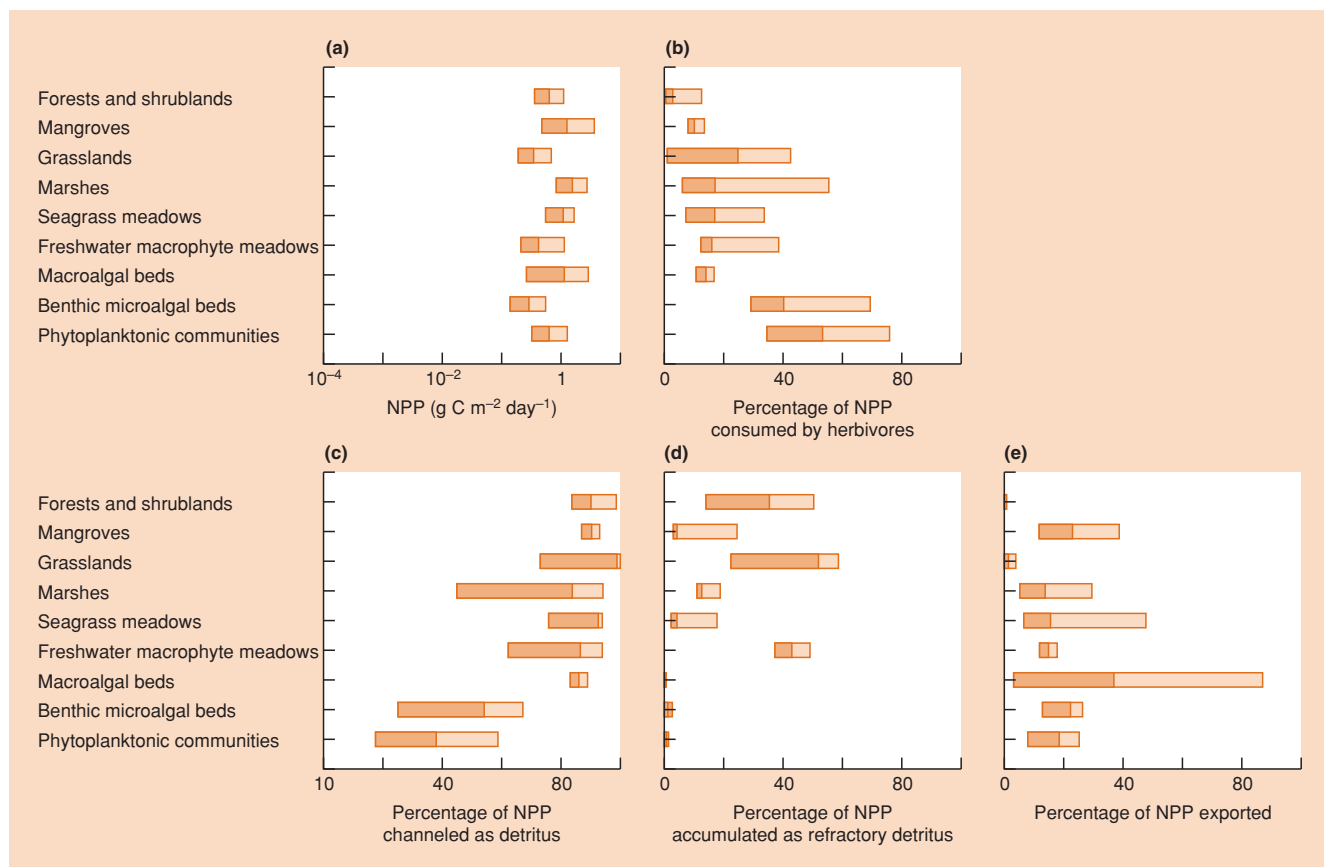 (a)
(b)
Forests and shrublands
Mangroves
Grasslands
Marshes
Seagrass meadows
Freshwater macrophyte meadows
Macroalgal beds
Benthic microalgal beds
Phytoplanktonic communities
10⁻⁴
10⁻²
1
0
40
80
NPP (g C m⁻² day⁻¹)
Percentage of NPP
consumed by herbivores
(c)
(d)
(e)
Forests and shrublands
Mangroves
Grasslands
Marshes
Seagrass meadows
Freshwater macrophyte meadows
Macroalgal beds
Benthic microalgal beds
Phytoplanktonic communities
10
80
0
40
80
0
40
80
Percentage of NPP
channeled as detritus
Percentage of NPP
accumulated as refractory detritus
Percentage of NPP exported